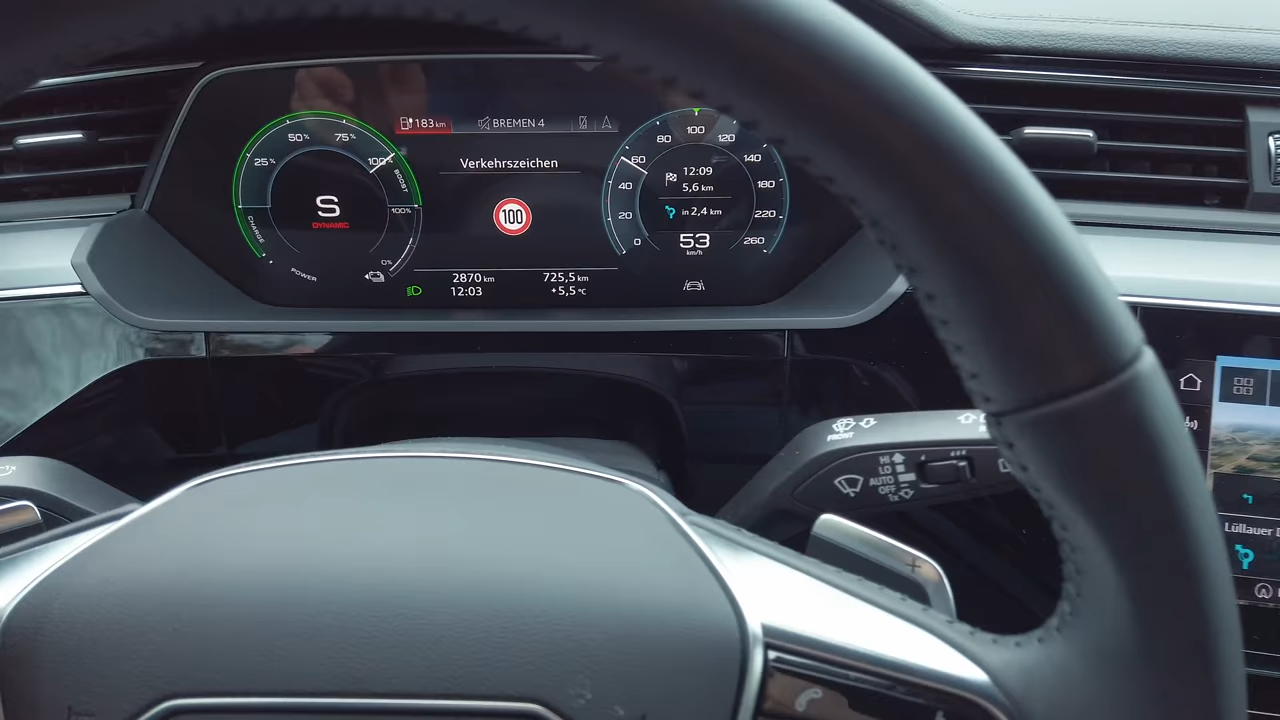 183 km
BREMEN 4
Verkehrszeichen
100
50%
75%
25%
100%
BOOST
100%
CHARGE
POWER
0%
S
DYNAMIC
2870 km
725,5 km
12:03
+5,5 °C
0
20
40
60
80
100
120
140
180
220
260
12:09
5,6 km
in 2,4 km
53
km/h
FRONT
HI
LO
AUTO
OFF
1x
+
Lüllauer